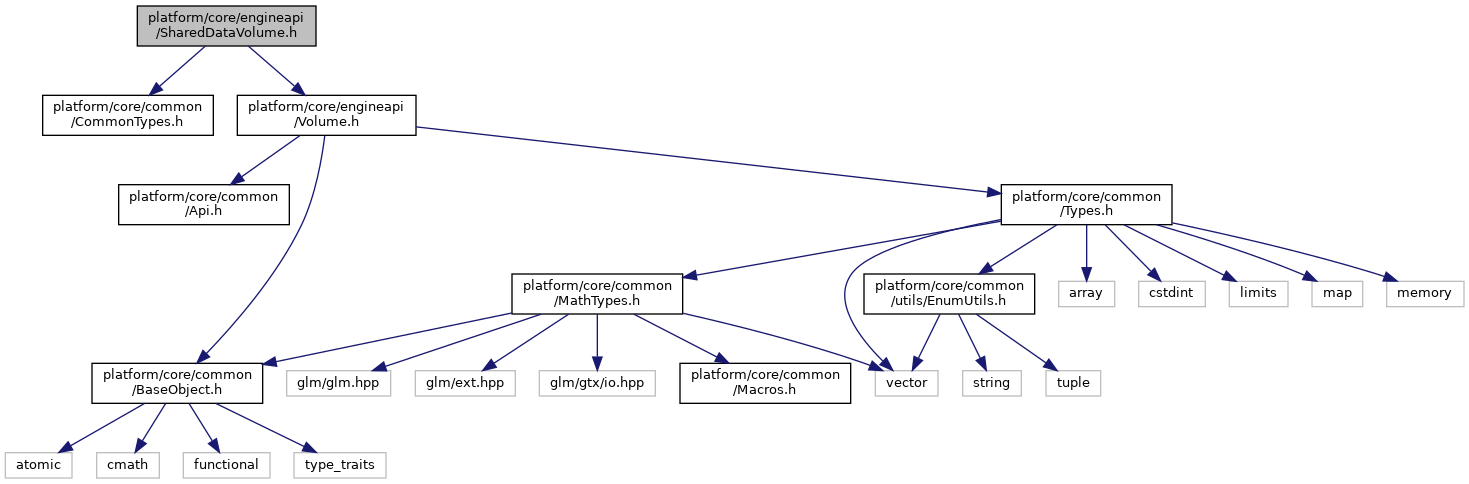 platform/core/engineapi
/SharedDataVolume.h
platform/core/common
/CommonTypes.h
platform/core/engineapi
/Volume.h
platform/core/common
/Api.h
platform/core/common
/Types.h
platform/core/common
/MathTypes.h
platform/core/common
/utils/EnumUtils.h
array
cstdint
limits
map
memory
platform/core/common
/BaseObject.h
glm/glm.hpp
glm/ext.hpp
glm/gtx/io.hpp
platform/core/common
/Macros.h
vector
string
tuple
atomic
cmath
functional
type_traits